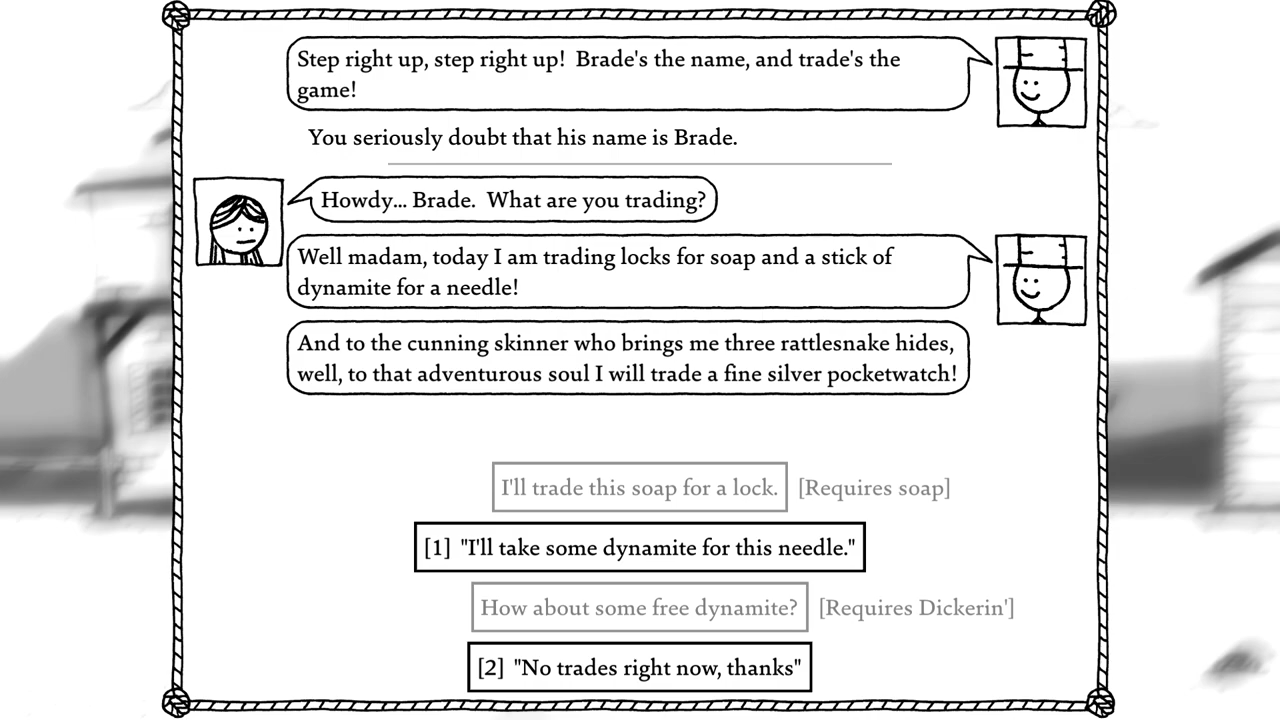 Step right up, step right up!  Brade's the name, and trade's the
game!
You seriously doubt that his name is Brade.
Howdy... Brade.  What are you trading?
Well madam, today I am trading locks for soap and a stick of
dynamite for a needle!
And to the cunning skinner who brings me three rattlesnake hides,
well, to that adventurous soul I will trade a fine silver pocketwatch!
I'll trade this soap for a lock. [Requires soap]
[1] "I'll take some dynamite for this needle."
How about some free dynamite? [Requires Dickerin']
[2] "No trades right now, thanks"